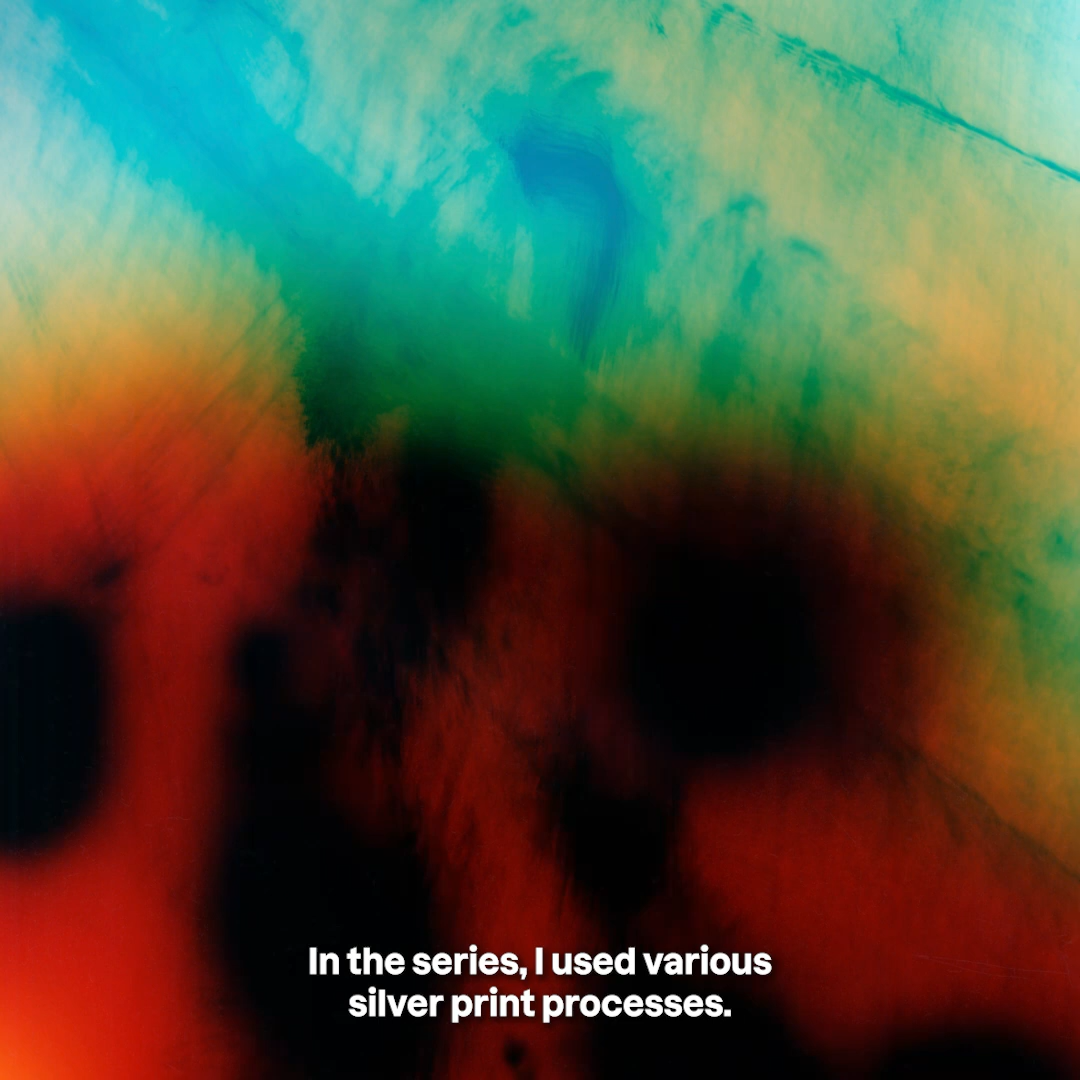 In the series, I used various
silver print processes.